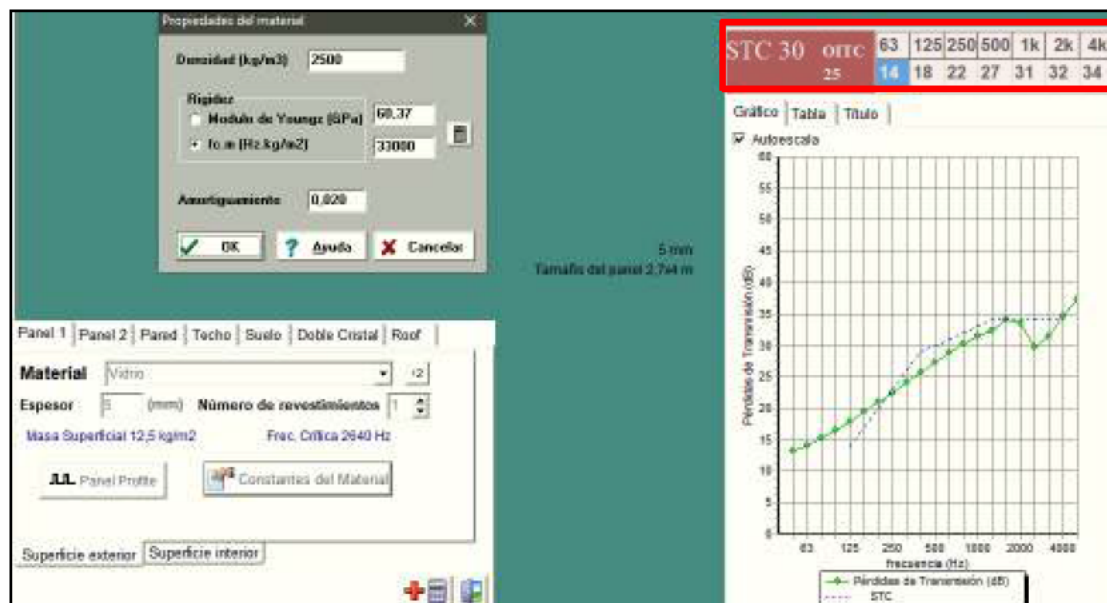 Propiedades del material
Densidad (kg/m3) 2500
Rigidez
Modulo de Youngs (GPa) 60,37
fc.m (Hz.kg/m2) 33000
Amortiguamiento 0,020
OK Ayuda Cancelar
5 mm
Tamaño del panel 2,7x4 m
Panel 1 Panel 2 Pared Techo Suelo Doble Cristal Roof
Material Vidrio
Espesor 5 (mm) Número de revestimientos 1
Masa Superficial 12,5 kg/m2 Frec. Crítica 2640 Hz
Panel Profile Constantes del Material
Superficie exterior Superficie interior
STC 30 OITC 63 125 250 500 1k 2k 4k
25 14 18 22 27 31 32 34
Gráfico Tabla Título
Autoescala
60
55
50
45
40
35
30
25
20
15
10
5
0
Pérdidas de Transmisión (dB)
63 125 250 500 1000 2000 4000
frecuencia (Hz)
Pérdidas de Transmisión (dB)
STC